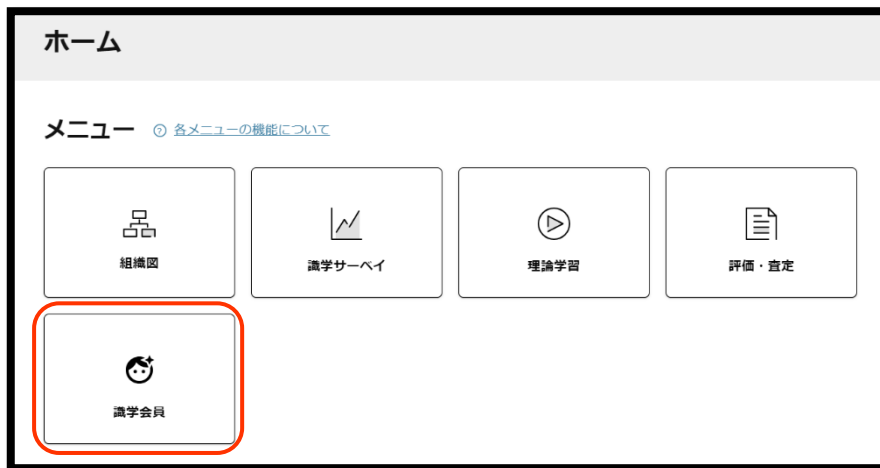 ホーム
メニュー ? 各メニューの機能について
組織図
識学サーベイ
理論学習
評価・査定
識学会員